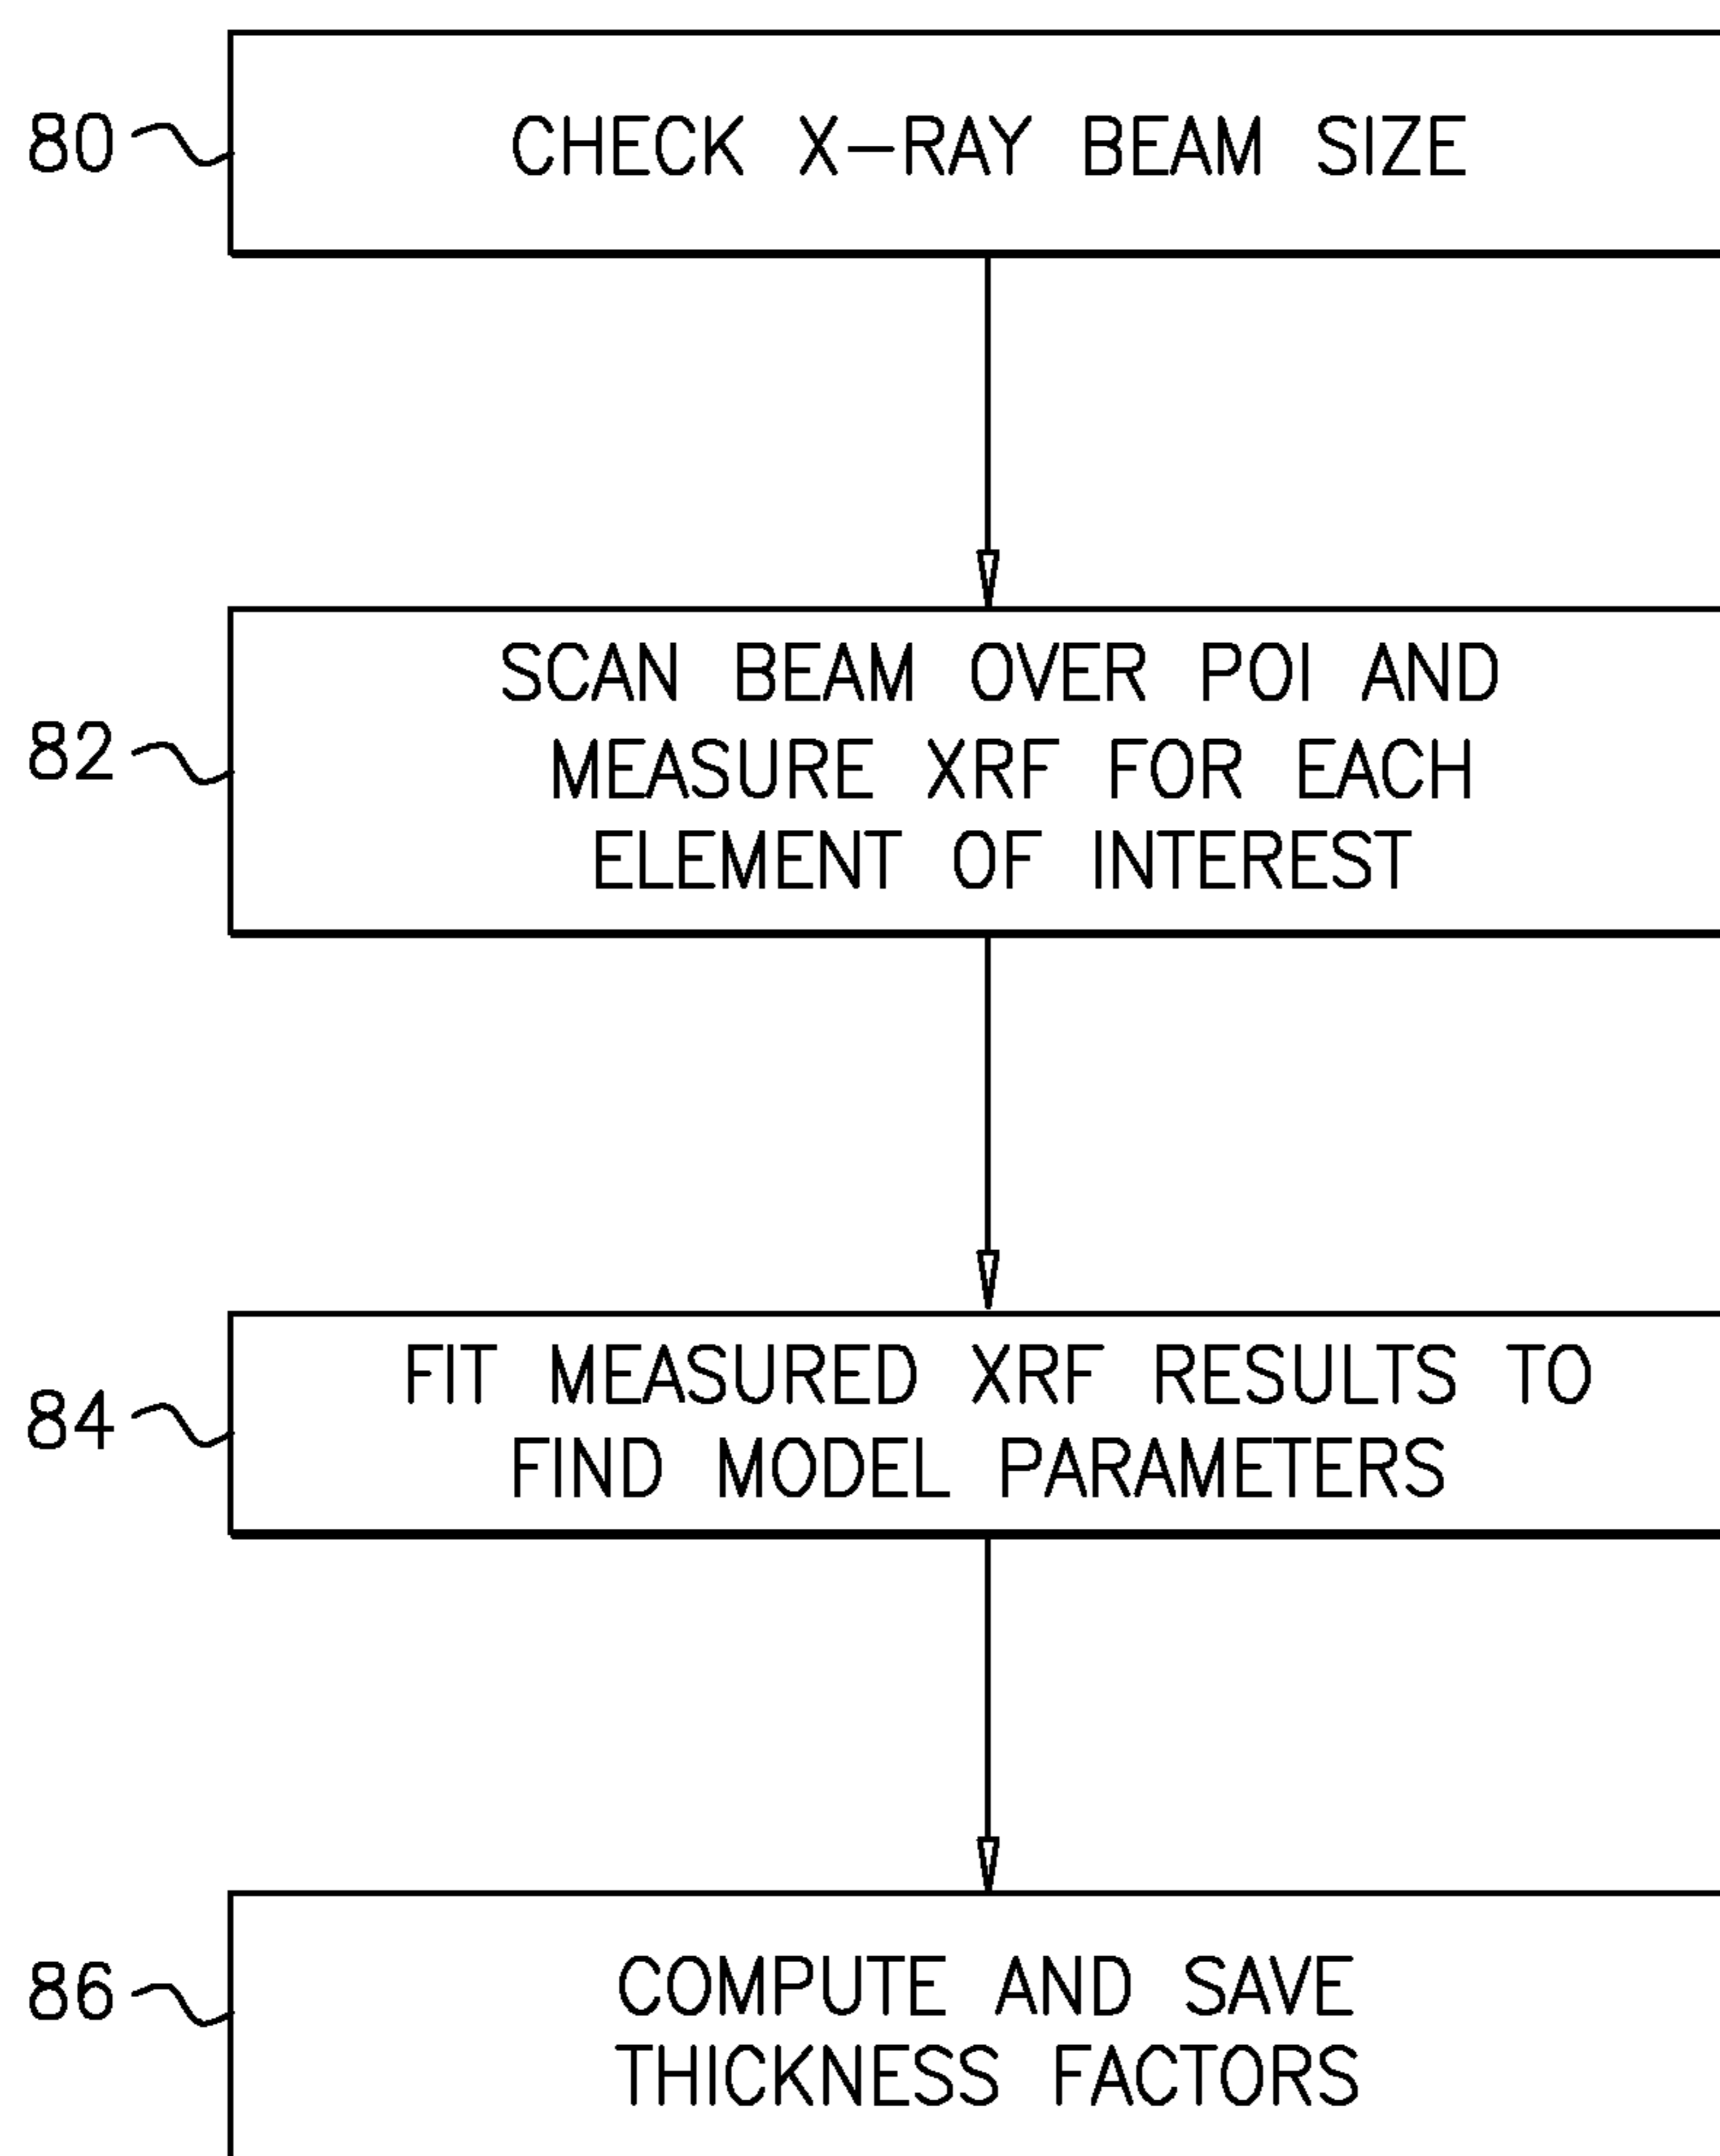 80
CHECK X-RAY BEAM SIZE
82
SCAN BEAM OVER POI AND
MEASURE XRF FOR EACH
ELEMENT OF INTEREST
84
FIT MEASURED XRF RESULTS TO
FIND MODEL PARAMETERS
86
COMPUTE AND SAVE
THICKNESS FACTORS